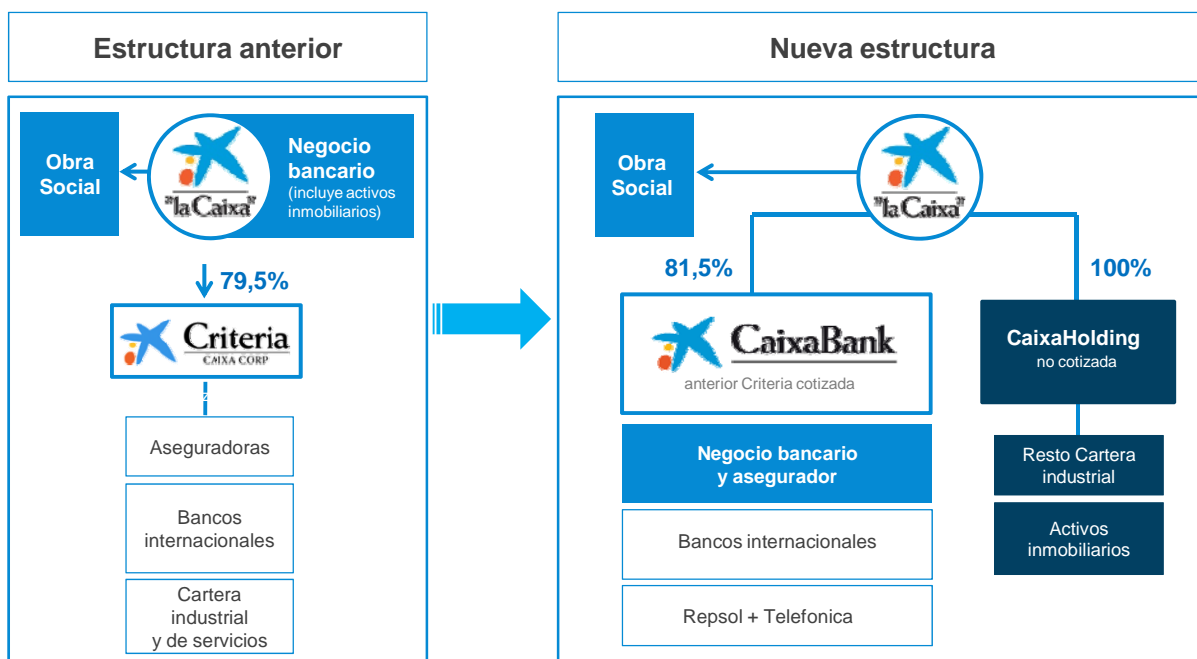 Estructura anterior
Obra
Social
"la Caixa"
Negocio
bancario
(incluye activos
inmobiliarios)
79,5%
Criteria
CAIXA CORP
Aseguradoras
Bancos
internacionales
Cartera
industrial
y de servicios
Nueva estructura
Obra
Social
"la Caixa"
81,5%
100%
CaixaBank
anterior Criteria cotizada
Negocio bancario
y asegurador
Bancos internacionales
Repsol + Telefonica
CaixaHolding
no cotizada
Resto Cartera
industrial
Activos
inmobiliarios